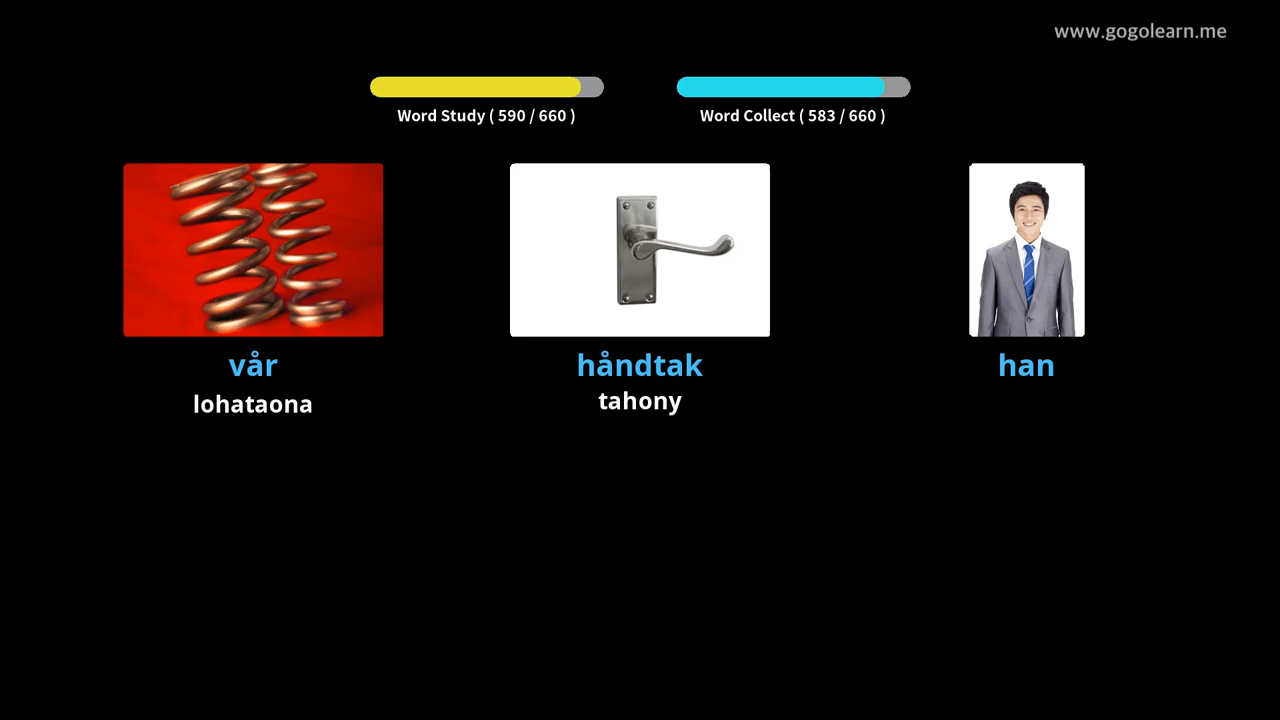 www.gogolearn.me
Word Study ( 590 / 660 )
Word Collect ( 583 / 660 )
vår
lohataona
håndtak
tahony
han